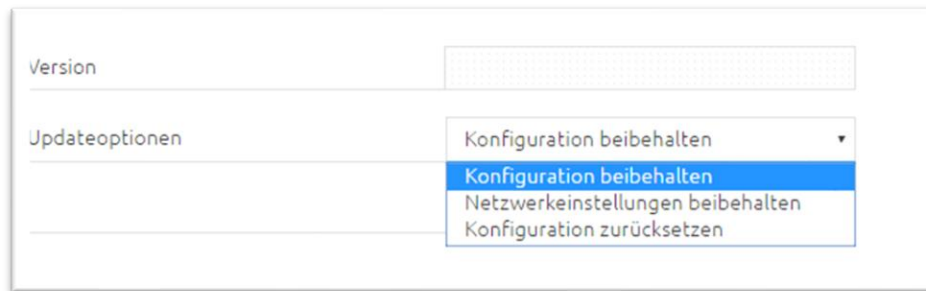 Version
Updateoptionen
Konfiguration beibehalten
Konfiguration beibehalten
Netzwerkeinstellungen beibehalten
Konfiguration zurücksetzen